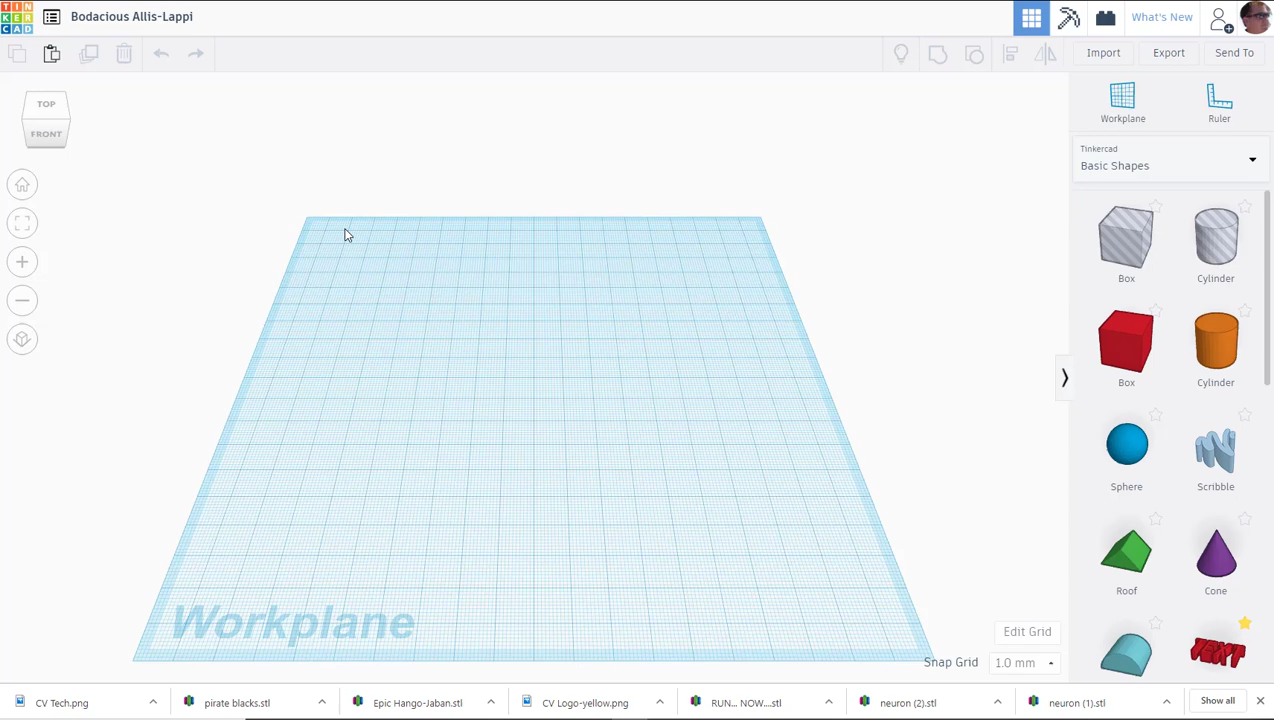 TIN
KER
CAD
Bodacious Allis-Lappi
What's New
Import
Export
Send To
TOP
FRONT
Workplane
Ruler
Tinkercad
Basic Shapes
Box
Cylinder
Box
Cylinder
Sphere
Scribble
Roof
Cone
TEXT
Workplane
Edit Grid
Snap Grid
1.0 mm
CV Tech.png
pirate blacks.stl
Epic Hango-Jaban.stl
CV Logo-yellow.png
RUN... NOW....stl
neuron (2).stl
neuron (1).stl
Show all